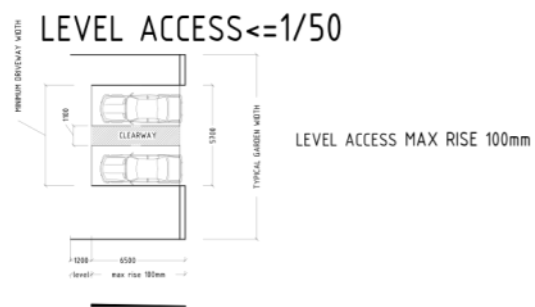 LEVEL ACCESS<=1/50
MINIMUM DRIVEWAY WIDTH
1100
CLEARWAY
5700
TYPICAL GARDEN WIDTH
LEVEL ACCESS MAX RISE 100mm
1200 6500
level max rise 100mm